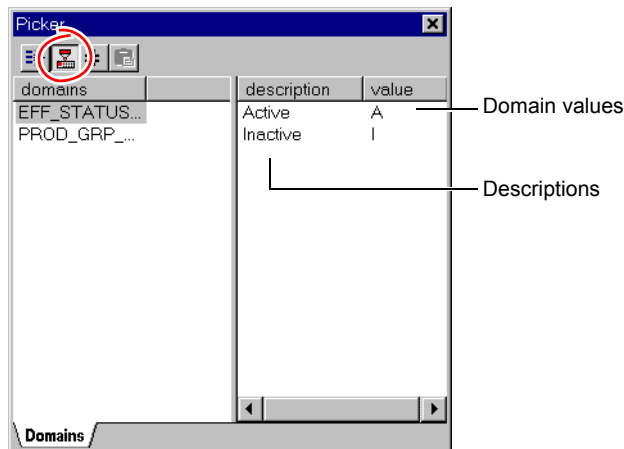 Picker
domains
description value
EFF_STATUS...
Active A
Domain values
PROD_GRP_...
Inactive I
Descriptions
Domains